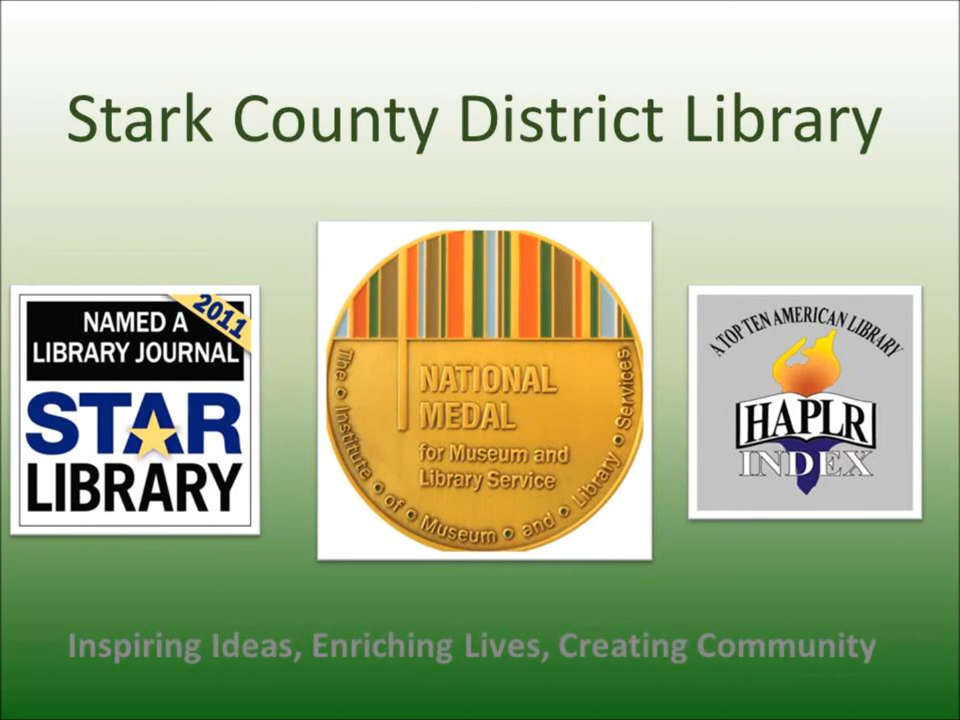 Stark County District Library
2011
NAMED A
LIBRARY JOURNAL
STAR
LIBRARY
NATIONAL
MEDAL
for Museum and
Library Service
The Institute of Museum and Library Services
A TOP TEN AMERICAN LIBRARY
HAPLR
INDEX
Inspiring Ideas, Enriching Lives, Creating Community